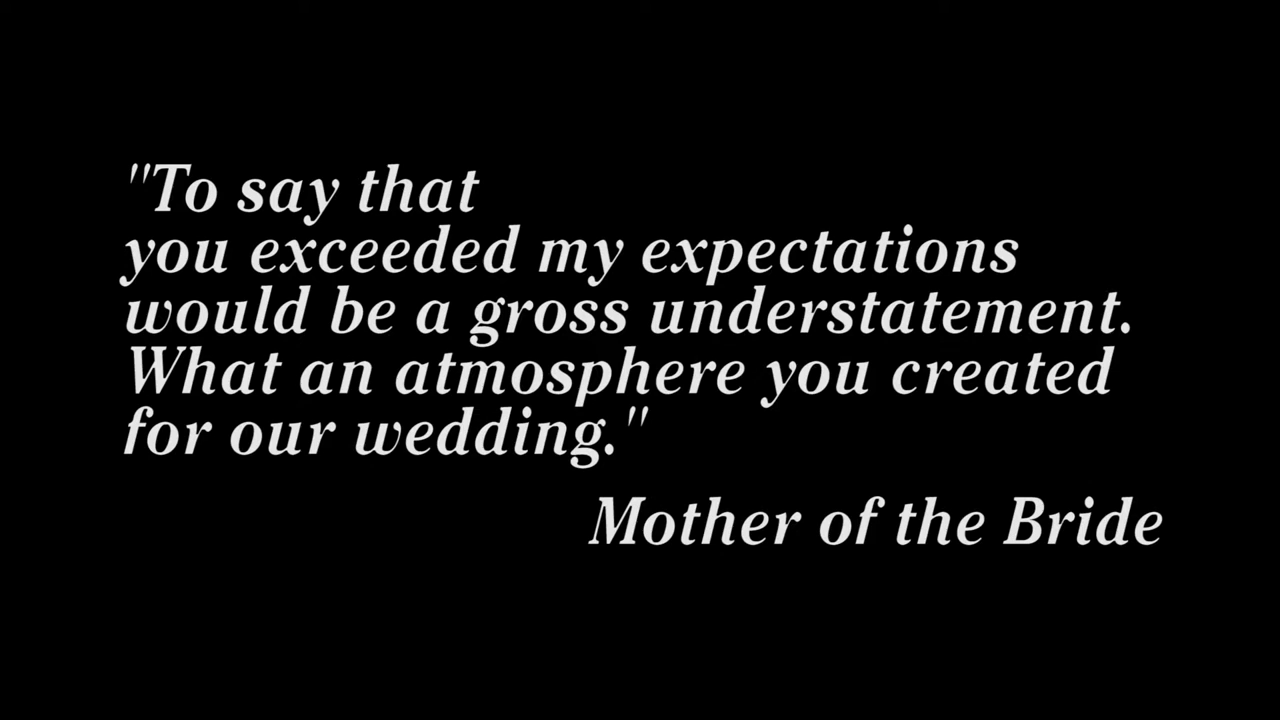 "To say that
you exceeded my expectations
would be a gross understatement.
What an atmosphere you created
for our wedding."
Mother of the Bride